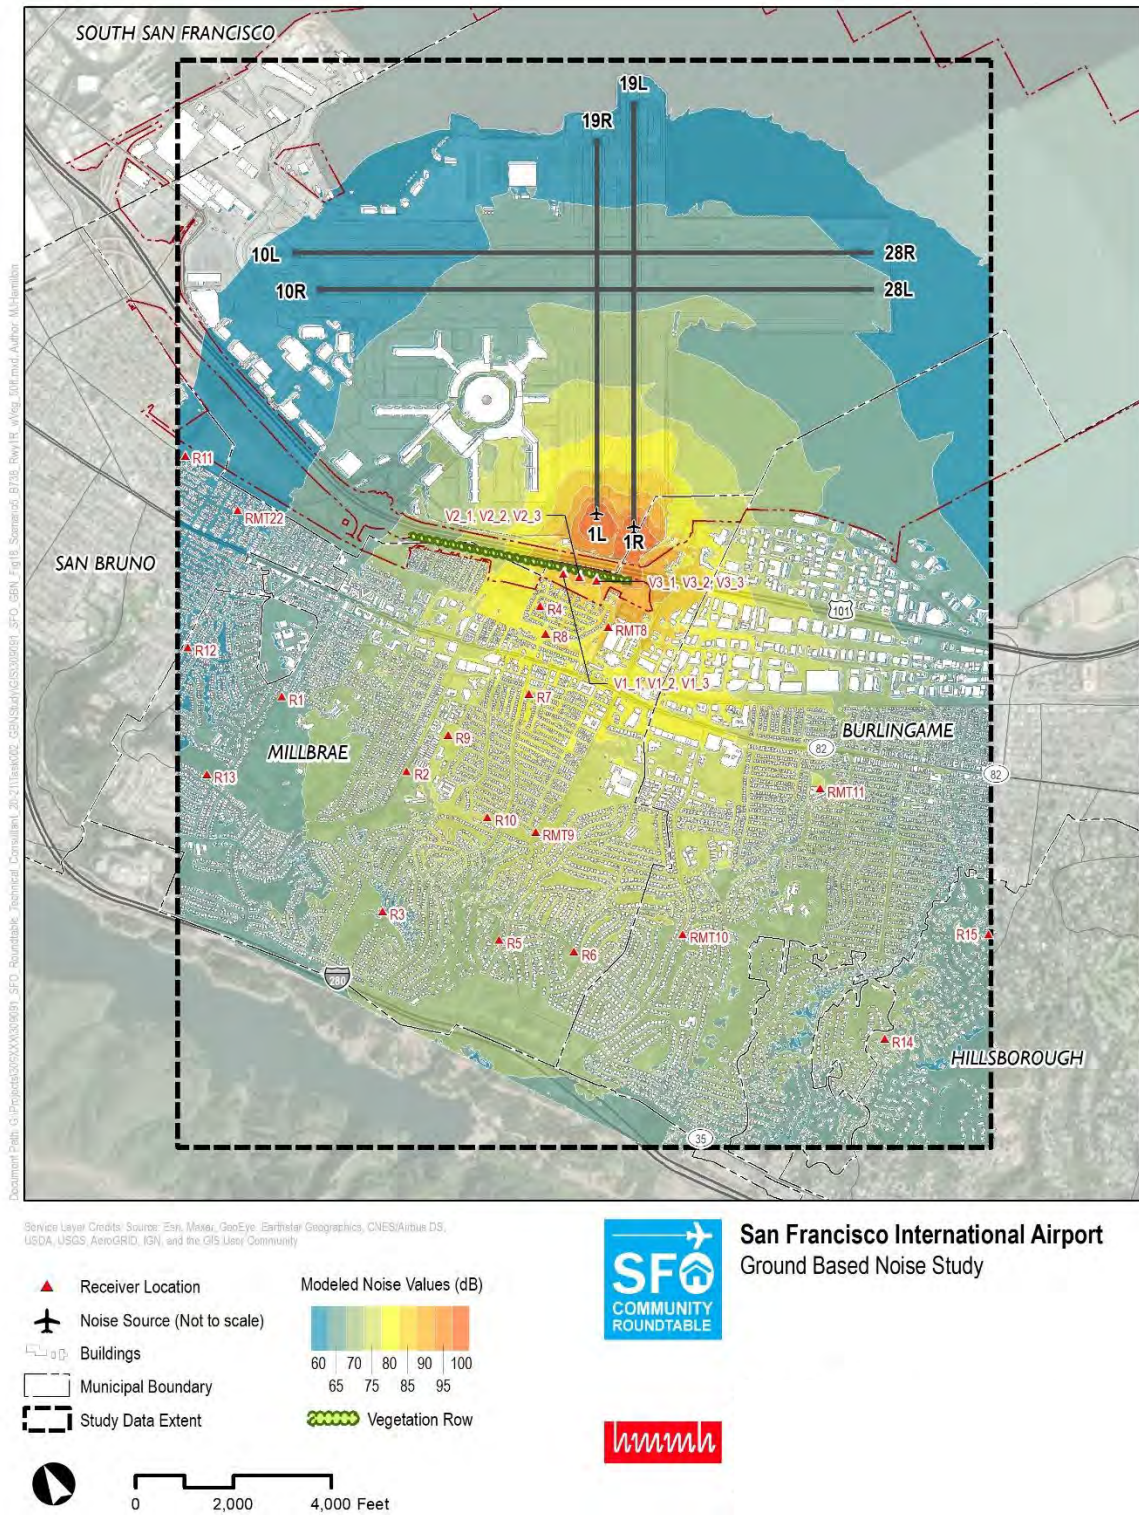 SOUTH SAN FRANCISCO
19L
19R
10L
28R
10R
28L
R11
V2_1, V2_2, V2_3
1L
1R
RMT22
SAN BRUNO
V3_1, V3_2, V3_3
101
R4
RMT8
R8
R12
V1_1, V1_2, V1_3
R1
R7
BURLINGAME
R9
MILLBRAE
82
R2
82
R13
RMT11
R10
RMT9
R3
R5
RMT10
R15
R6
280
R14
HILLSBOROUGH
35
Service Layer Credits: Source: Esri, Maxar, GeoEye, Earthstar Geographics, CNES/Airbus DS,
USDA, USGS, AeroGRID, IGN, and the GIS User Community
Receiver Location
Noise Source (Not to scale)
Buildings
Municipal Boundary
Study Data Extent
Modeled Noise Values (dB)
60 70 80 90 100
65 75 85 95
Vegetation Row
0 2,000 4,000 Feet
SFO
COMMUNITY
ROUNDTABLE
San Francisco International Airport
Ground Based Noise Study
hmmh